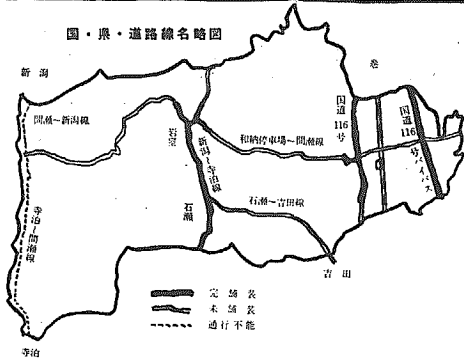 国・県・道路線名略図
新潟
巻
間瀬〜新潟線
国道116号
国道116号バイパス
岩室
新潟〜寺泊線
和納停車場〜間瀬線
石瀬
石瀬〜吉田線
寺泊〜間瀬線
吉田
完舗装
未舗装
通行不能
寺泊